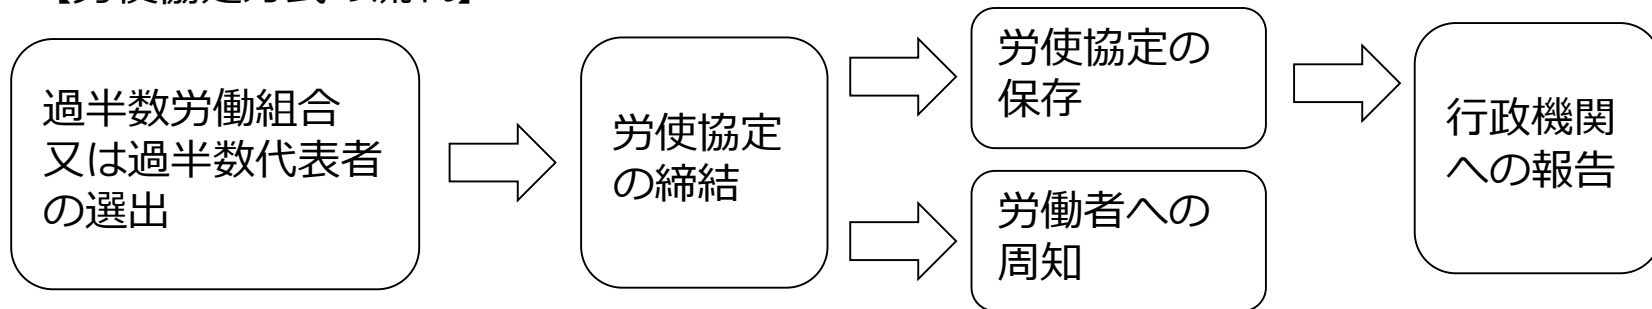 過半数労働組合
又は過半数代表者
の選出
労使協定
の締結
労使協定の
保存
労働者への
周知
行政機関
への報告